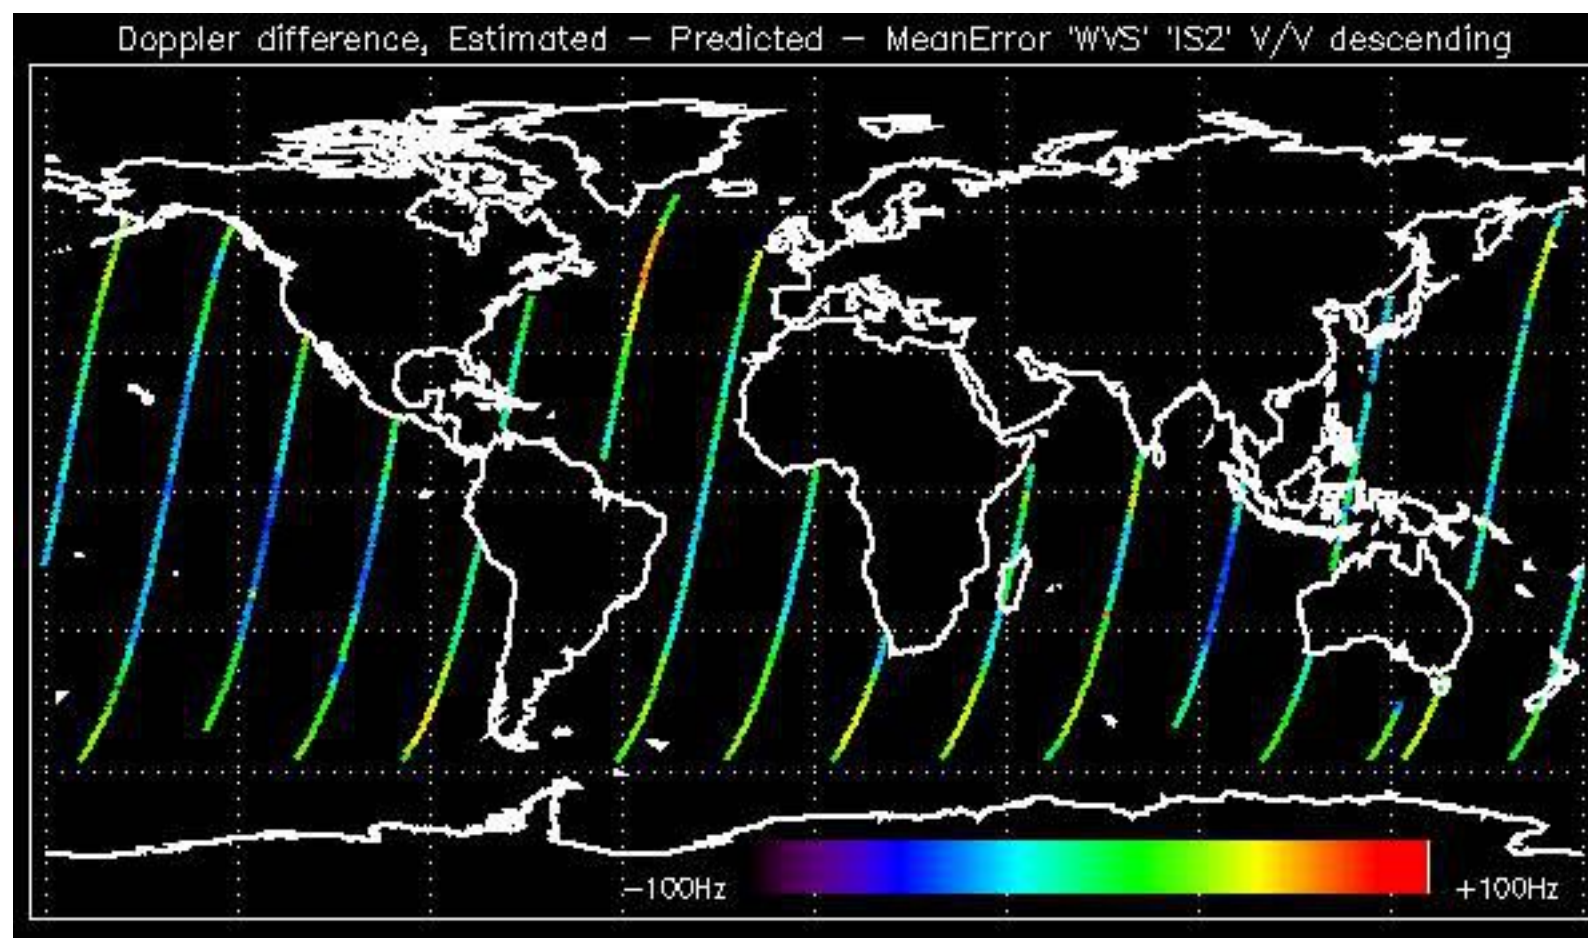 Doppler difference, Estimated – Predicted – MeanError 'WVS' 'IS2' V/V descending
–100Hz +100Hz